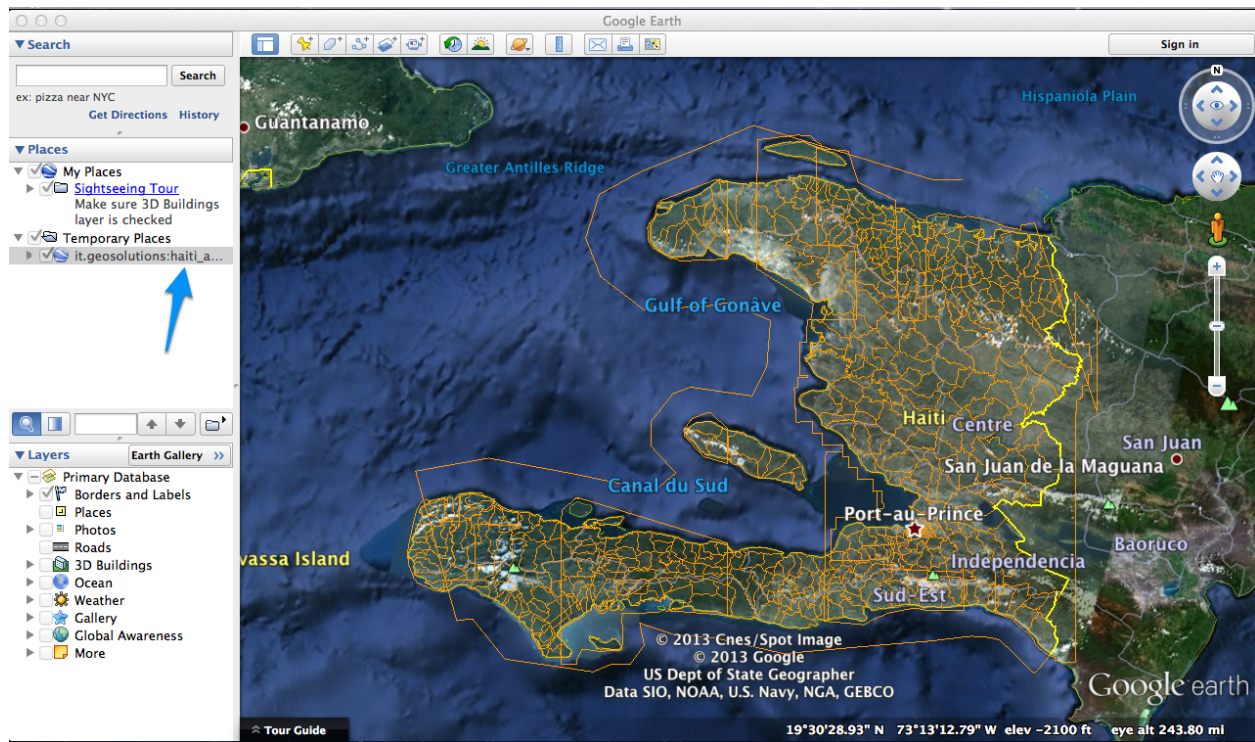 Google Earth
Search
Search
ex: pizza near NYC
Get Directions History
Places
My Places
Sightseeing Tour
Make sure 3D Buildings
layer is checked
Temporary Places
it.geosolutions:haiti_a...
Layers
Earth Gallery >>
Primary Database
Borders and Labels
Places
Photos
Roads
3D Buildings
Ocean
Weather
Gallery
Global Awareness
More
Sign in
N
Hispaniola Plain
Guantanamo
Greater Antilles Ridge
Gulf of Gonâve
Haiti
Centre
San Juan
San Juan de la Maguana
Canal du Sud
Port-au-Prince
vassa Island
Baoruco
Independencia
Sud-Est
© 2013 Cnes/Spot Image
© 2013 Google
US Dept of State Geographer
Data SIO, NOAA, U.S. Navy, NGA, GEBCO
Google earth
Tour Guide
19°30'28.93" N 73°13'12.79" W elev -2100 ft eye alt 243.80 mi